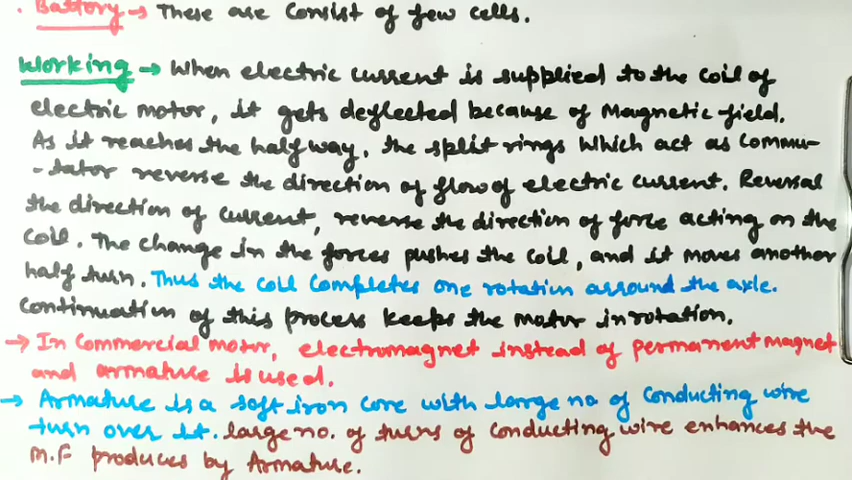 . Battory → These are Consist of few cells.
Working → When electric current is supplied to the coil of
electric motor, it gets deflected because of Magnetic field.
As it reaches the half way, the split rings Which act as Commu-
-tator reverse the direction of flow of electric current. Reversal
the direction of current, reverse the direction of force acting on the
Coil. The change in the forces pushes the Coil, and it moves another
half turn. Thus the coil Completes one rotation arround the axle.
Continuation of this process keeps the motor in rotation.
→ In Commercial motor, electromagnet instead of permanent magnet
and armature is used.
→ Armature is a soft iron core with large no of Conducting wire
turn over it. large no. of turns of conducting wire enhances the
M.F produces by Armature.